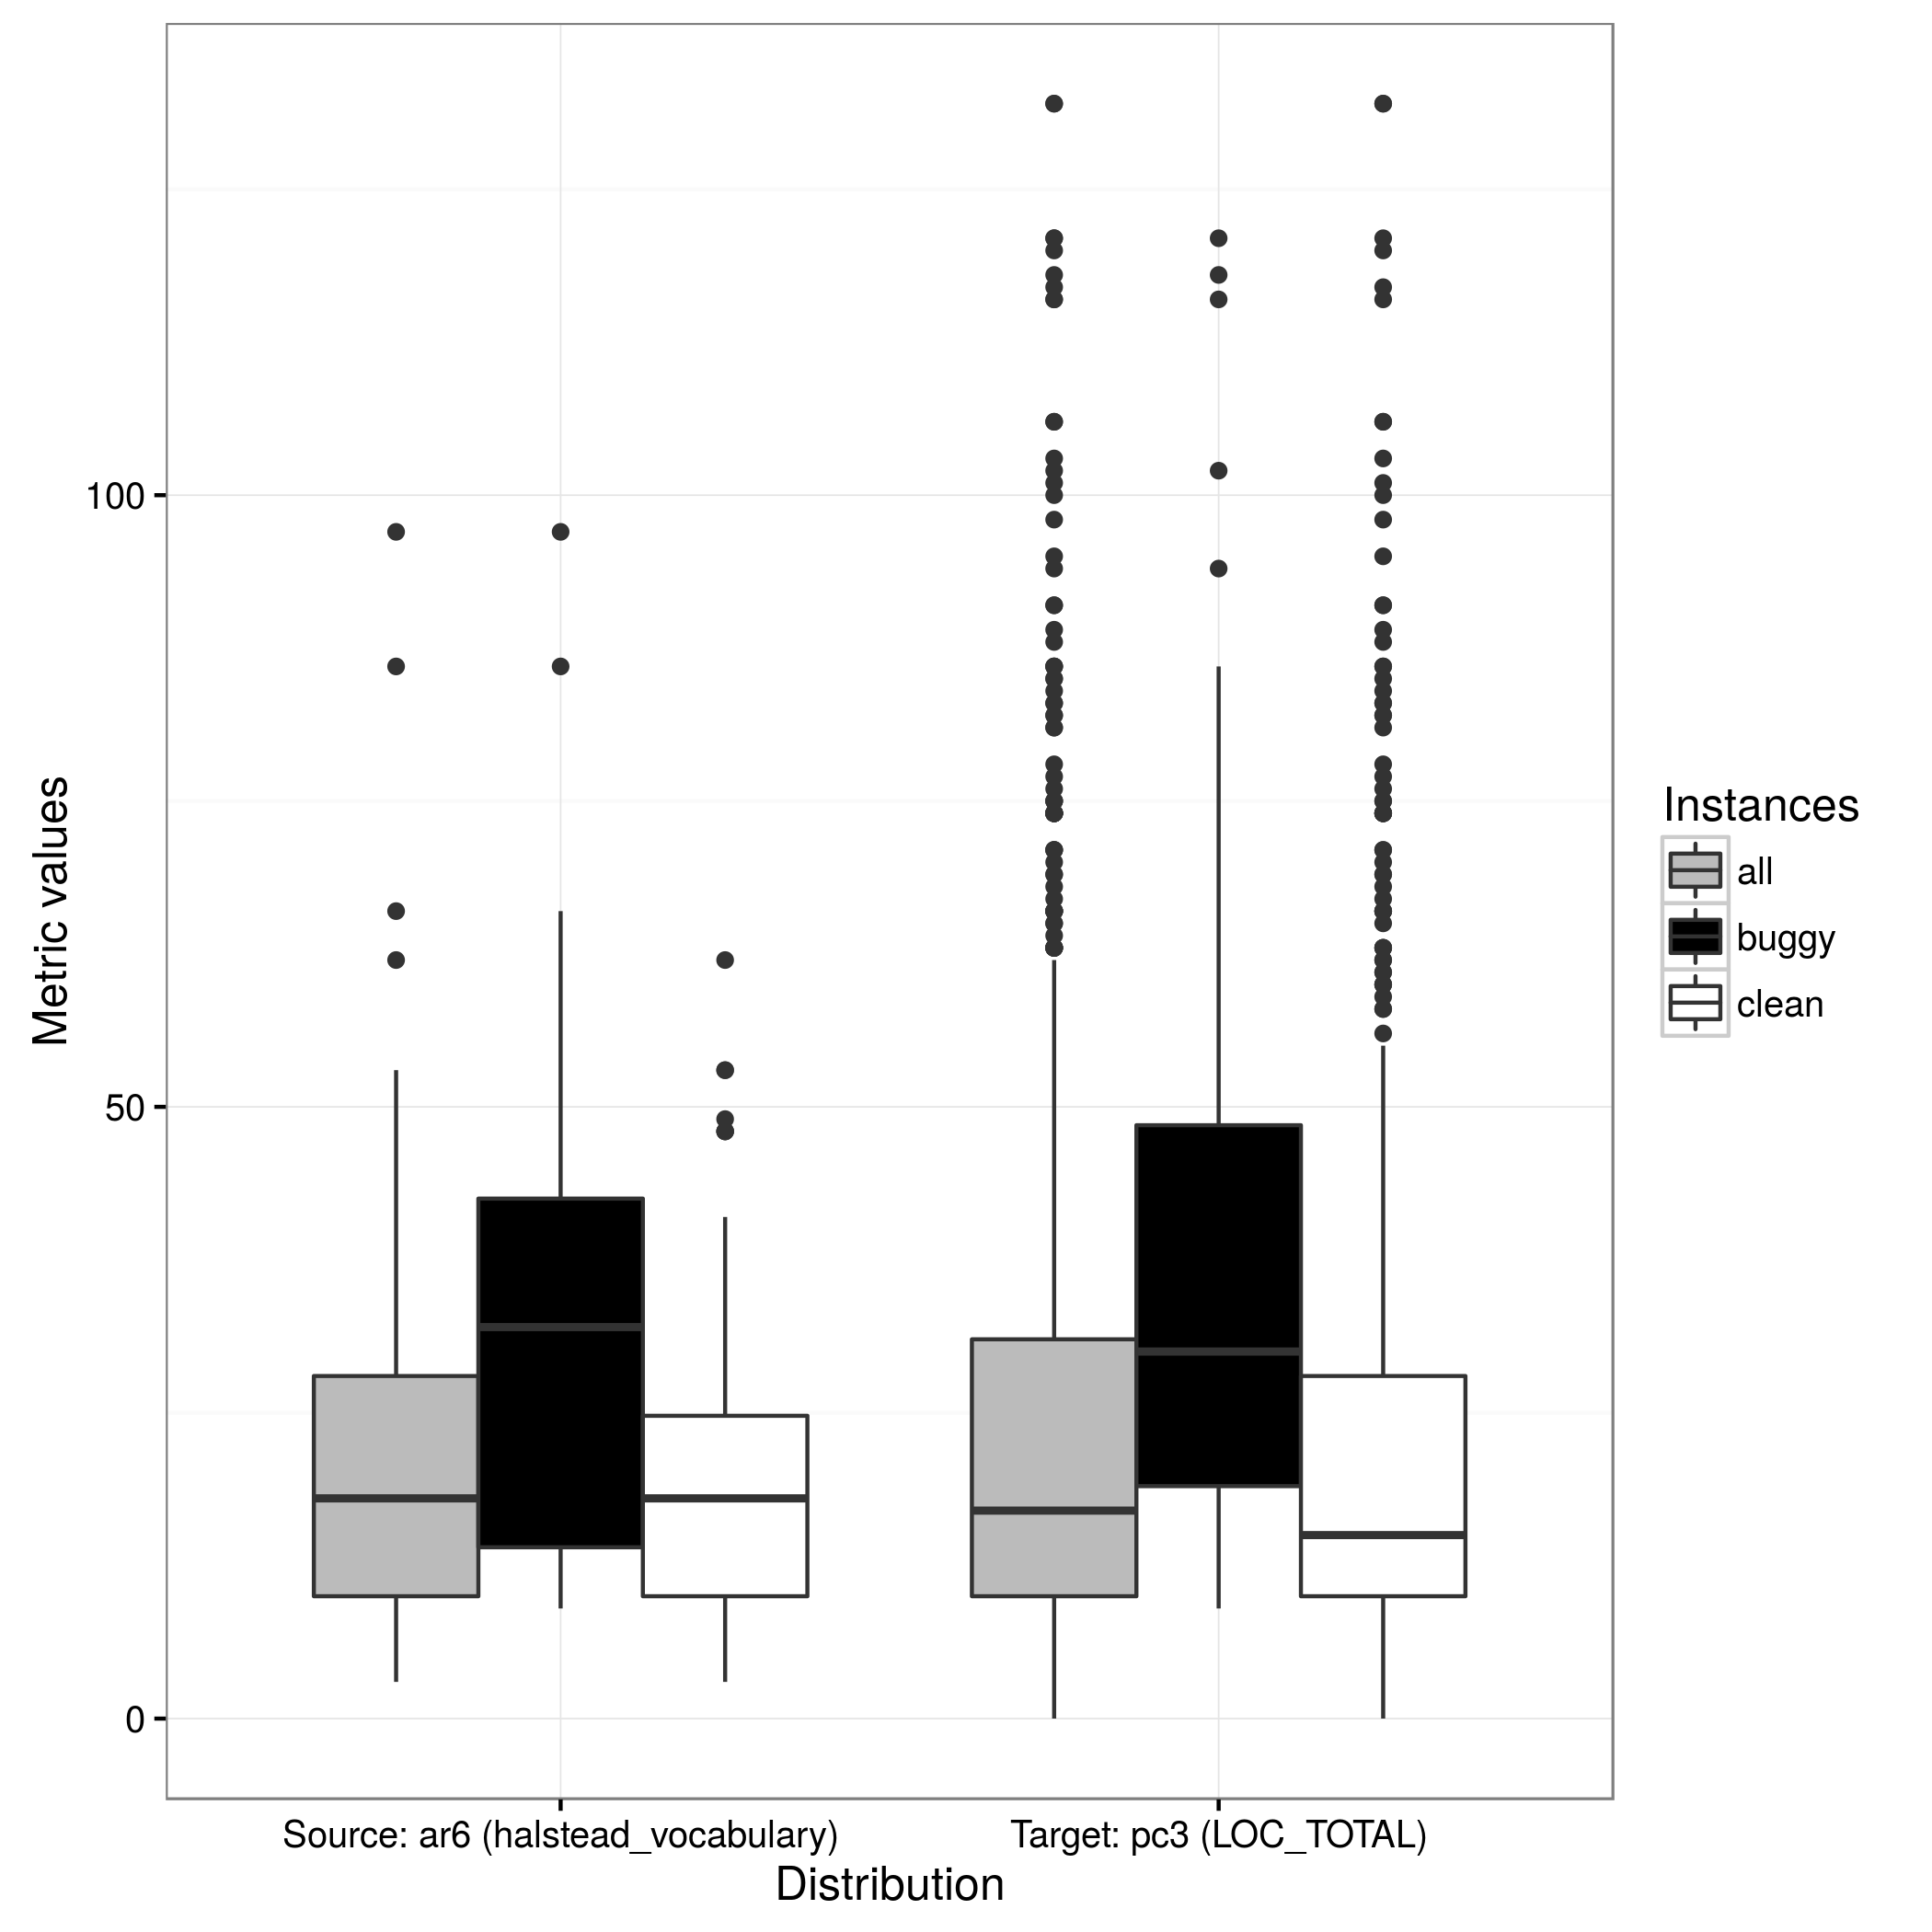 Metric values
100
50
0
Source: ar6 (halstead_vocabulary)
Target: pc3 (LOC_TOTAL)
Distribution
Instances
all
buggy
clean